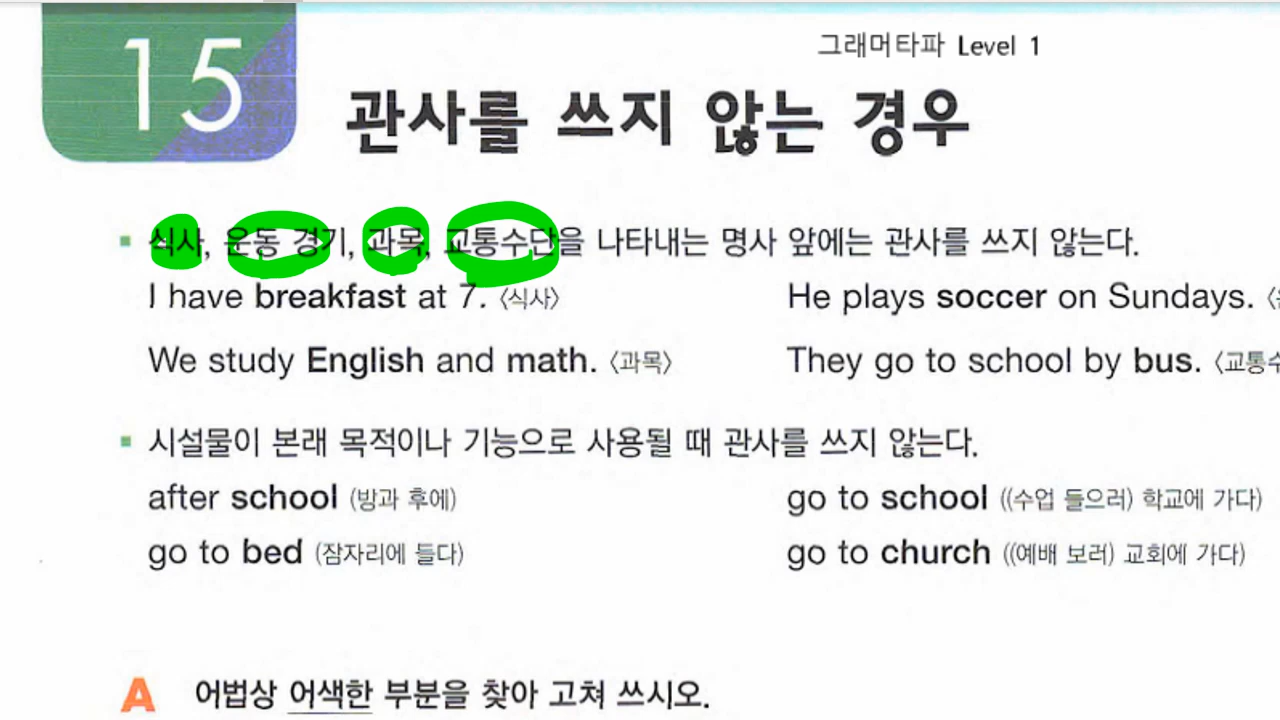 15
그래머타파 Level 1
관사를 쓰지 않는 경우
식사, 운동 경기, 과목, 교통수단을 나타내는 명사 앞에는 관사를 쓰지 않는다.
I have breakfast at 7. 〈식사〉
He plays soccer on Sundays.
We study English and math. 〈과목〉
They go to school by bus. 〈교통수
시설물이 본래 목적이나 기능으로 사용될 때 관사를 쓰지 않는다.
after school (방과 후에)
go to school ((수업 들으러) 학교에 가다)
go to bed (잠자리에 들다)
go to church ((예배 보러) 교회에 가다)
A 어법상 어색한 부분을 찾아 고쳐 쓰시오.